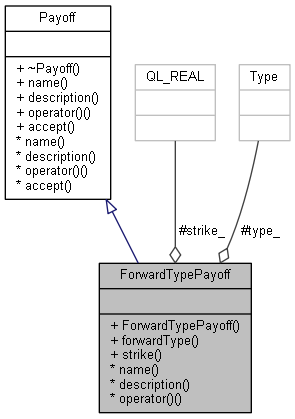 Payoff
+ ~Payoff()
+ name()
+ description()
+ operator()()
+ accept()
* name()
* description()
* operator()()
* accept()
QL_REAL
Type
#strike_
#type_
ForwardTypePayoff
+ ForwardTypePayoff()
+ forwardType()
+ strike()
* name()
* description()
* operator()()